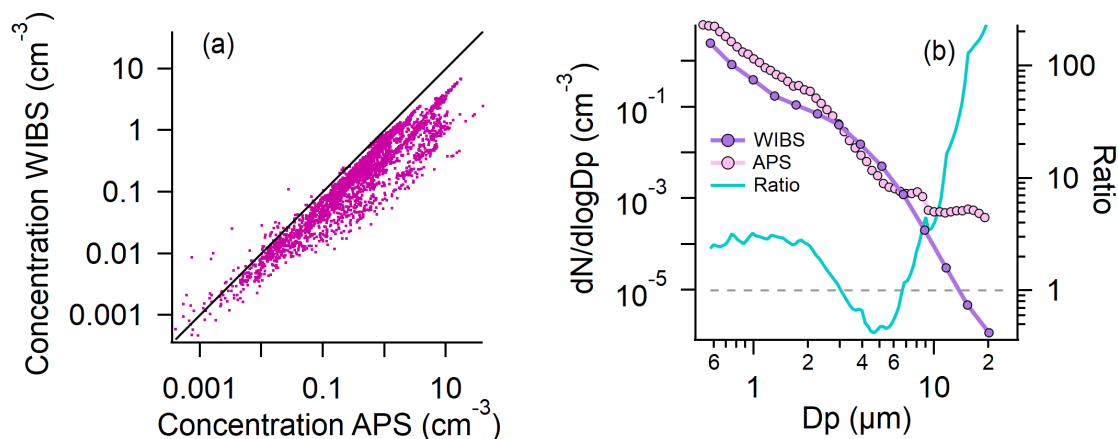 (a)
Concentration WIBS (cm⁻³)
10
1
0.1
0.01
0.001
0.001
0.1
10
Concentration APS (cm⁻³)
(b)
dN/dlogDp (cm⁻³)
10⁻¹
10⁻³
10⁻⁵
WIBS
APS
Ratio
100
10
1
Ratio
6
1
2
4
6
10
2
Dp (µm)